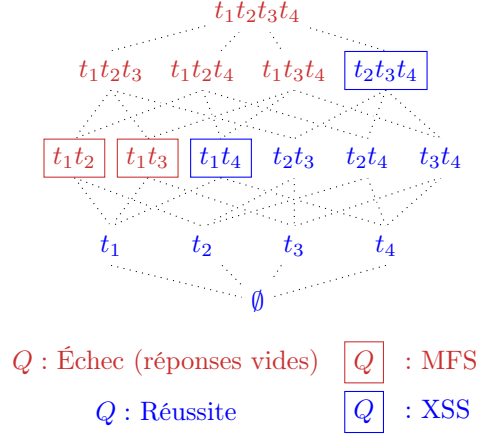 t₁t₂t₃t₄
t₁t₂t₃ t₁t₂t₄ t₁t₃t₄ t₂t₃t₄
t₁t₂ t₁t₃ t₁t₄ t₂t₃ t₂t₄ t₃t₄
t₁ t₂ t₃ t₄
∅
Q : Échec (réponses vides) Q : MFS
Q : Réussite Q : XSS